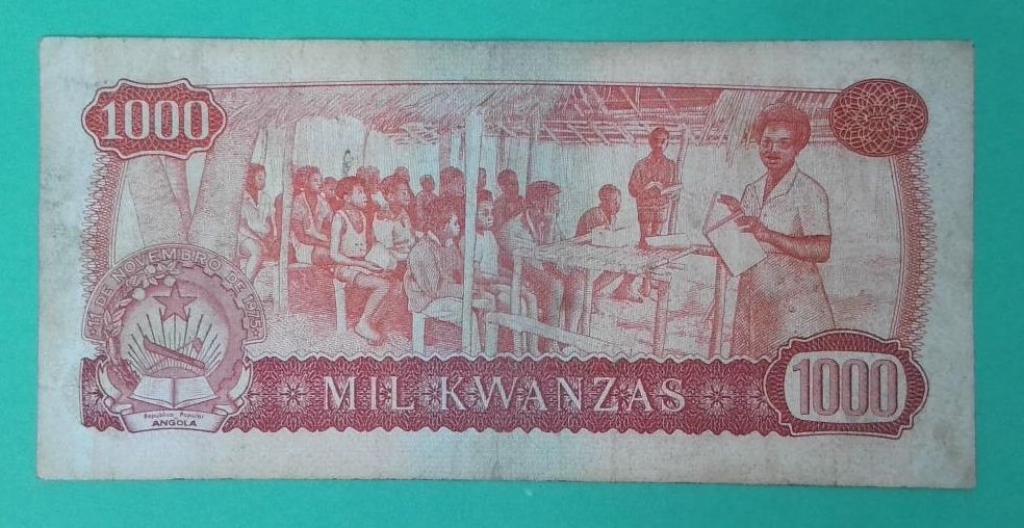 1000
11 DE NOVEMBRO DE 1975
República Popular
ANGOLA
MIL KWANZAS
1000